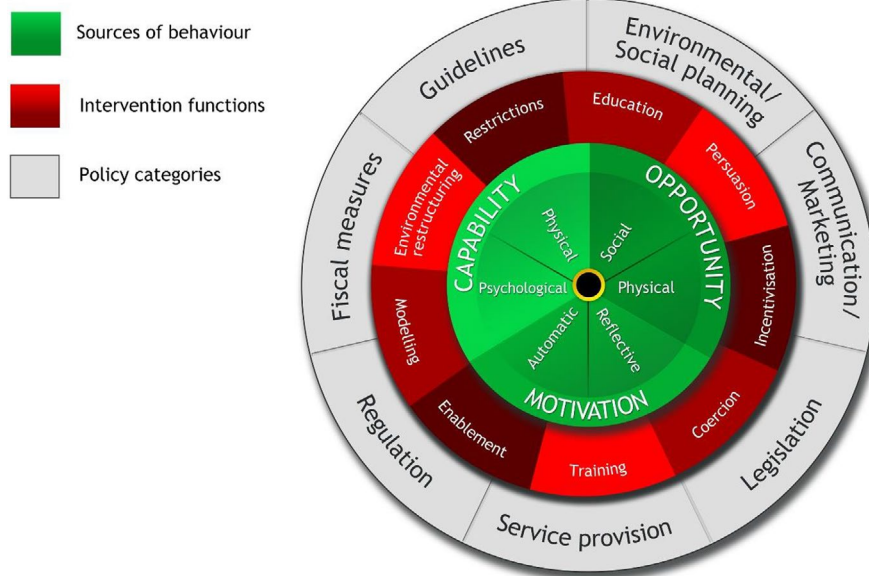 Sources of behaviour
Intervention functions
Policy categories
Guidelines
Environmental/
Social planning
Communication/
Marketing
Legislation
Service provision
Regulation
Fiscal measures
Restrictions
Education
Persuasion
Incentivisation
Coercion
Training
Enablement
Modelling
Environmental
restructuring
CAPABILITY
OPPORTUNITY
MOTIVATION
Physical
Social
Physical
Reflective
Automatic
Psychological